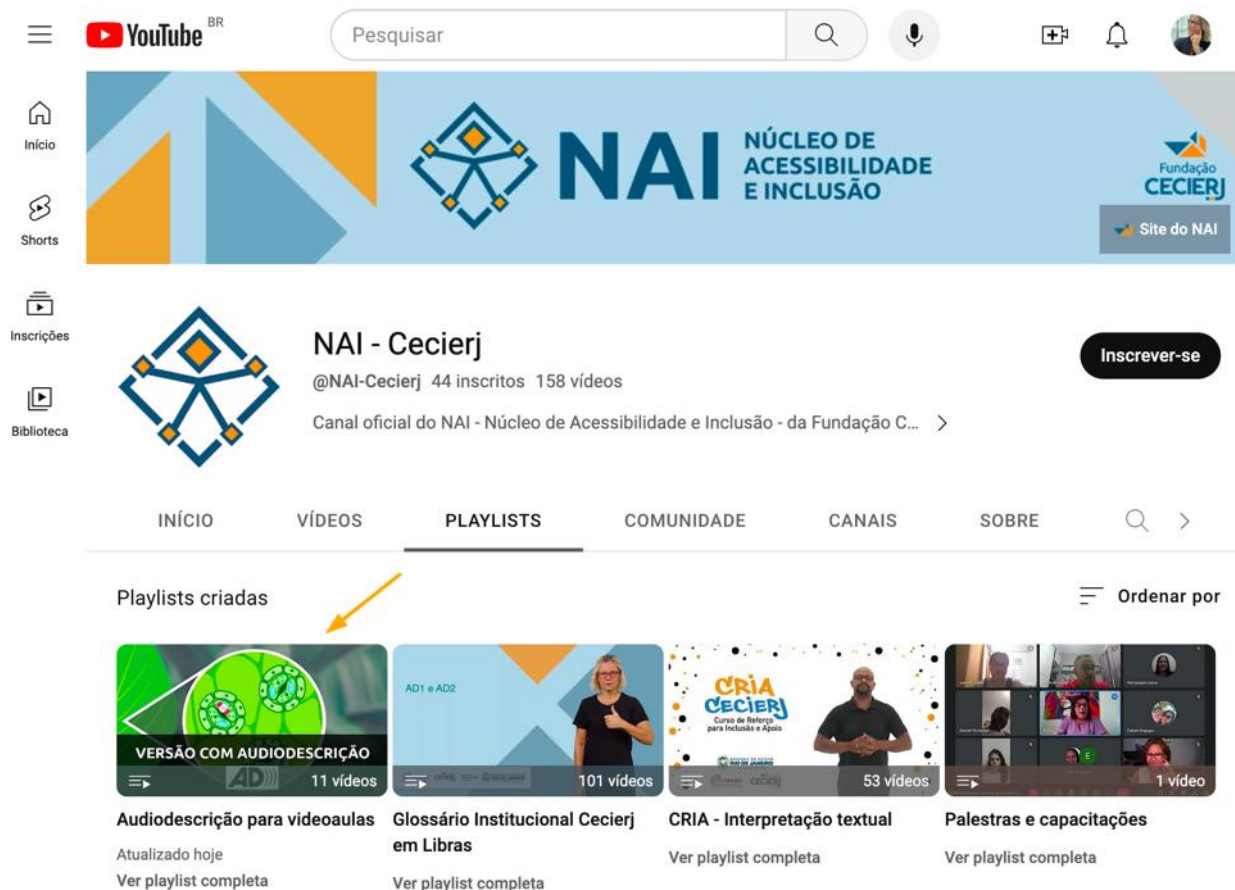 YouTube BR
Pesquisar
Início
Shorts
Inscrições
Biblioteca
NAI
NÚCLEO DE
ACESSIBILIDADE
E INCLUSÃO
Fundação
CECIERJ
Site do NAI
NAI - Cecierj
@NAI-Cecierj 44 inscritos 158 vídeos
Canal oficial do NAI - Núcleo de Acessibilidade e Inclusão - da Fundação C...
Inscrever-se
INÍCIO VÍDEOS PLAYLISTS COMUNIDADE CANAIS SOBRE
Playlists criadas
Ordenar por
VERSÃO COM AUDIODESCRIÇÃO
AD
11 vídeos
Audiodescrição para videoaulas
Atualizado hoje
Ver playlist completa
AD1 e AD2
101 vídeos
Glossário Institucional Cecierj
em Libras
Ver playlist completa
CRIA
CECIERJ
Curso de Reforço
para Inclusão e Apoio
53 vídeos
CRIA - Interpretação textual
Ver playlist completa
E
1 vídeo
Palestras e capacitações
Ver playlist completa